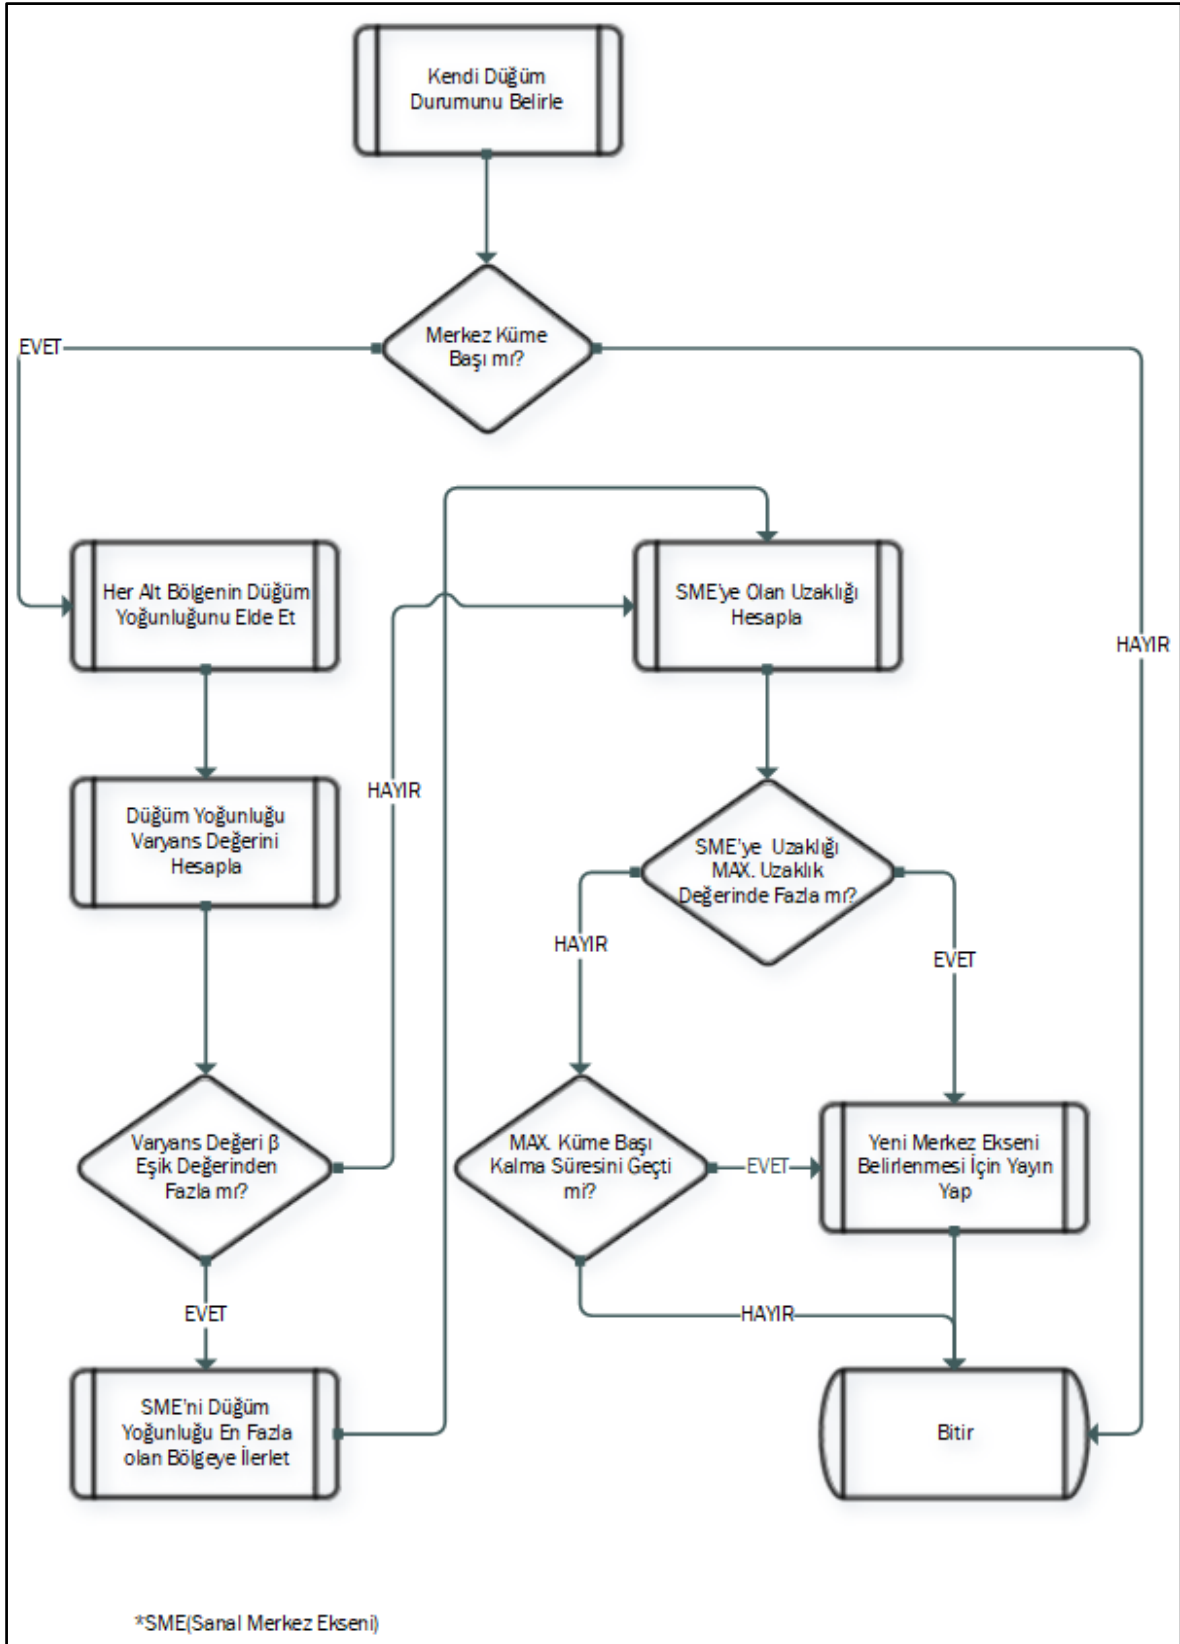 Kendi Düğüm
Durumunu Belirle
Merkez Küme
Başı mı?
EVET
HAYIR
Her Alt Bölgenin Düğüm
Yoğunluğunu Elde Et
SME'ye Olan Uzaklığı
Hesapla
Düğüm Yoğunluğu
Varyans Değerini
Hesapla
HAYIR
SME'ye Uzaklığı
MAX. Uzaklık
Değerinde Fazla mı?
HAYIR
EVET
Varyans Değeri β
Eşik Değerinden
Fazla mı?
MAX. Küme Başı
Kalma Süresini Geçti
mi?
EVET
Yeni Merkez Ekseni
Belirlenmesi İçin Yayın
Yap
EVET
HAYIR
SME'ni Düğüm
Yoğunluğu En Fazla
olan Bölgeye İlerlet
Bitir
*SME(Sanal Merkez Ekseni)